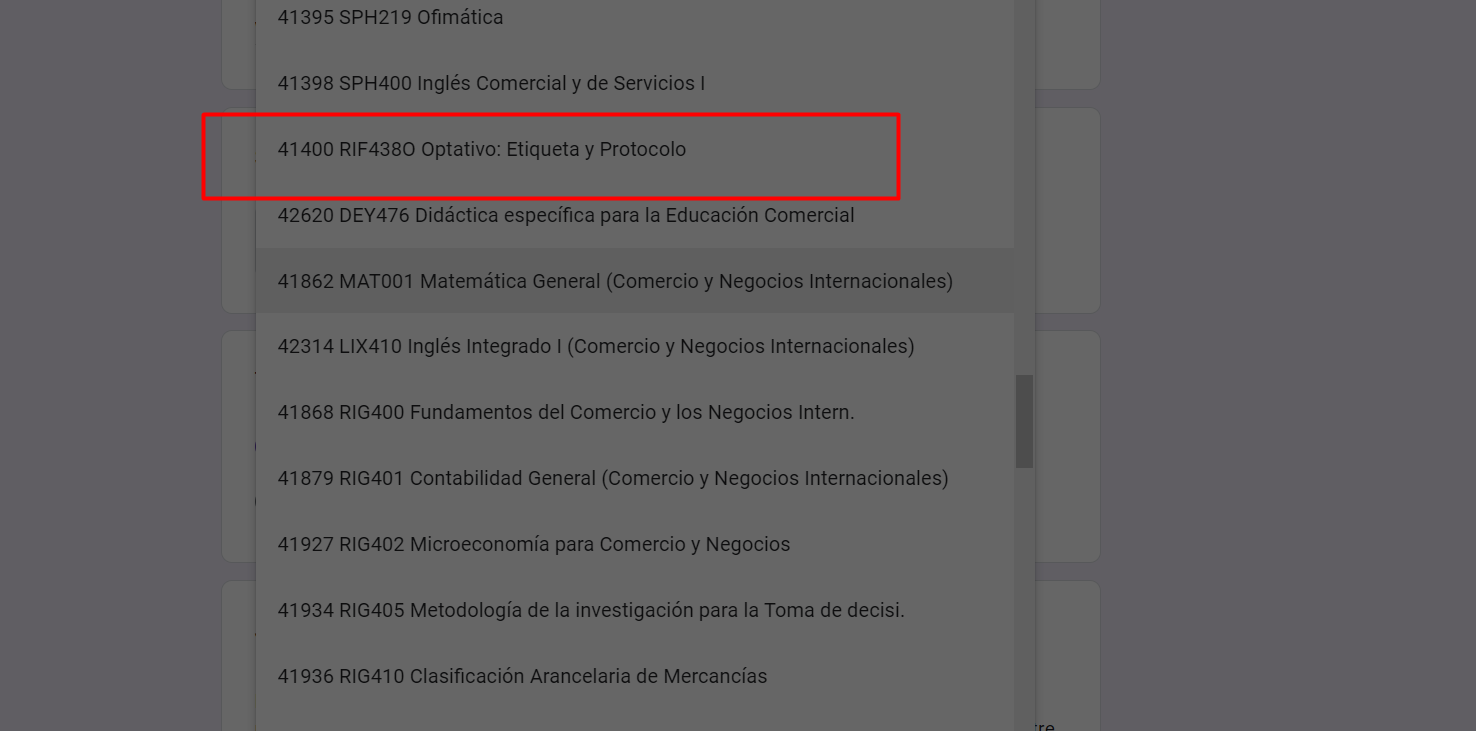 41395 SPH219 Ofimática
41398 SPH400 Inglés Comercial y de Servicios I
41400 RIF438O Optativo: Etiqueta y Protocolo
42620 DEY476 Didáctica específica para la Educación Comercial
41862 MAT001 Matemática General (Comercio y Negocios Internacionales)
42314 LIX410 Inglés Integrado I (Comercio y Negocios Internacionales)
41868 RIG400 Fundamentos del Comercio y los Negocios Intern.
41879 RIG401 Contabilidad General (Comercio y Negocios Internacionales)
41927 RIG402 Microeconomía para Comercio y Negocios
41934 RIG405 Metodología de la investigación para la Toma de decisi.
41936 RIG410 Clasificación Arancelaria de Mercancías